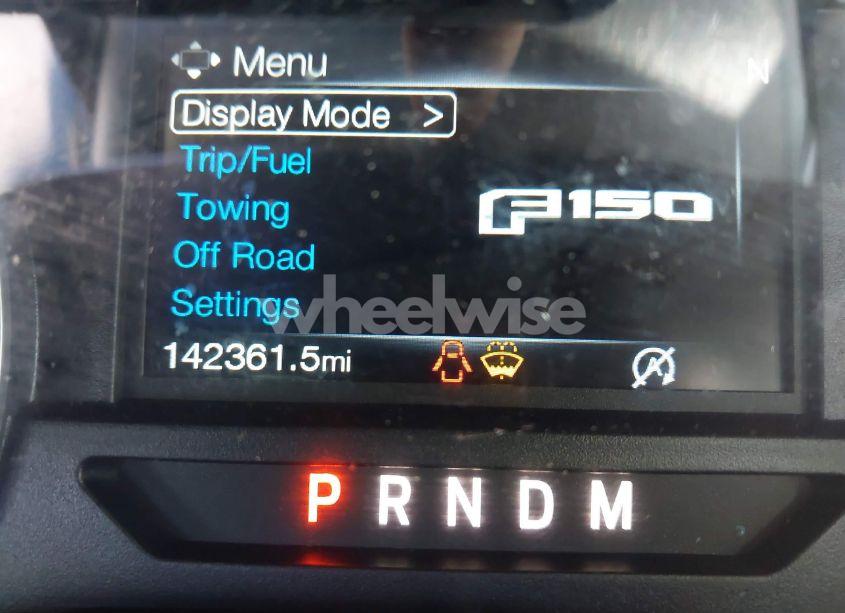 Menu
N
Display Mode >
Trip/Fuel
Towing
F150
Off Road
Settings
wheelwise
142361.5mi
A
P R N D M